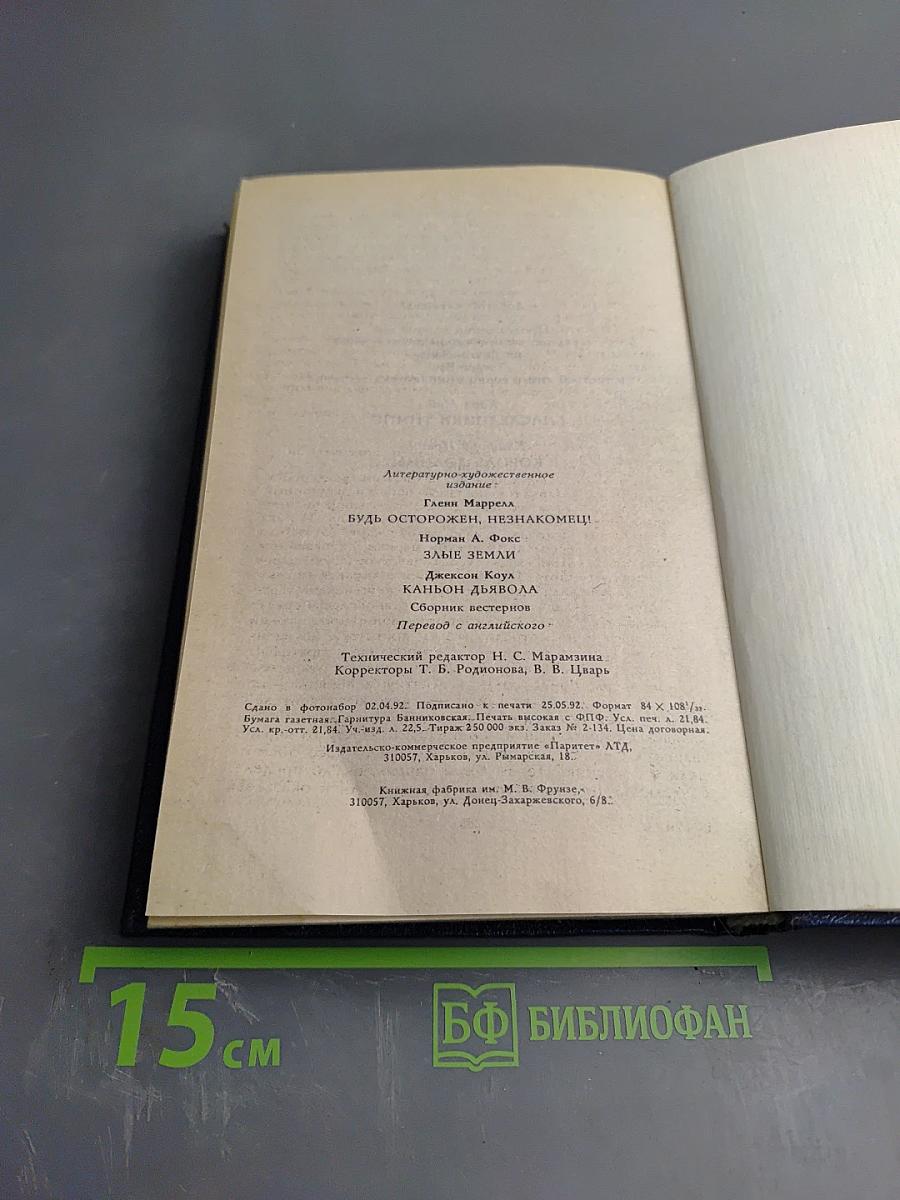 Литературно-художественное
издание
Гленн Маррелл
БУДЬ ОСТОРОЖЕН, НЕЗНАКОМЕЦ!
Норман А. Фокс
ЗЛЫЕ ЗЕМЛИ
Джексон Коул
КАНЬОН ДЬЯВОЛА
Сборник вестернов
Перевод с английского
Технический редактор Н. С. Марамзина
Корректоры Т. Б. Родионова, В. В. Цварь
Сдано в фотонабор 02.04.92. Подписано к печати 25.05.92. Формат 84 × 108¹/₃₂.
Бумага газетная. Гарнитура Банниковская. Печать высокая с ФПФ. Усл. печ. л. 21,84.
Усл. кр.-отт. 21,84. Уч.-изд. л. 22,5. Тираж 250 000 экз. Заказ № 2-134. Цена договорная.
Издательско-коммерческое предприятие «Паритет» ЛТД,
310057, Харьков, ул. Рымарская, 18.
Книжная фабрика им. М. В. Фрунзе,
310057, Харьков, ул. Донец-Захаржевского, 6/8.
15 см
БФ БИБЛИОФАН